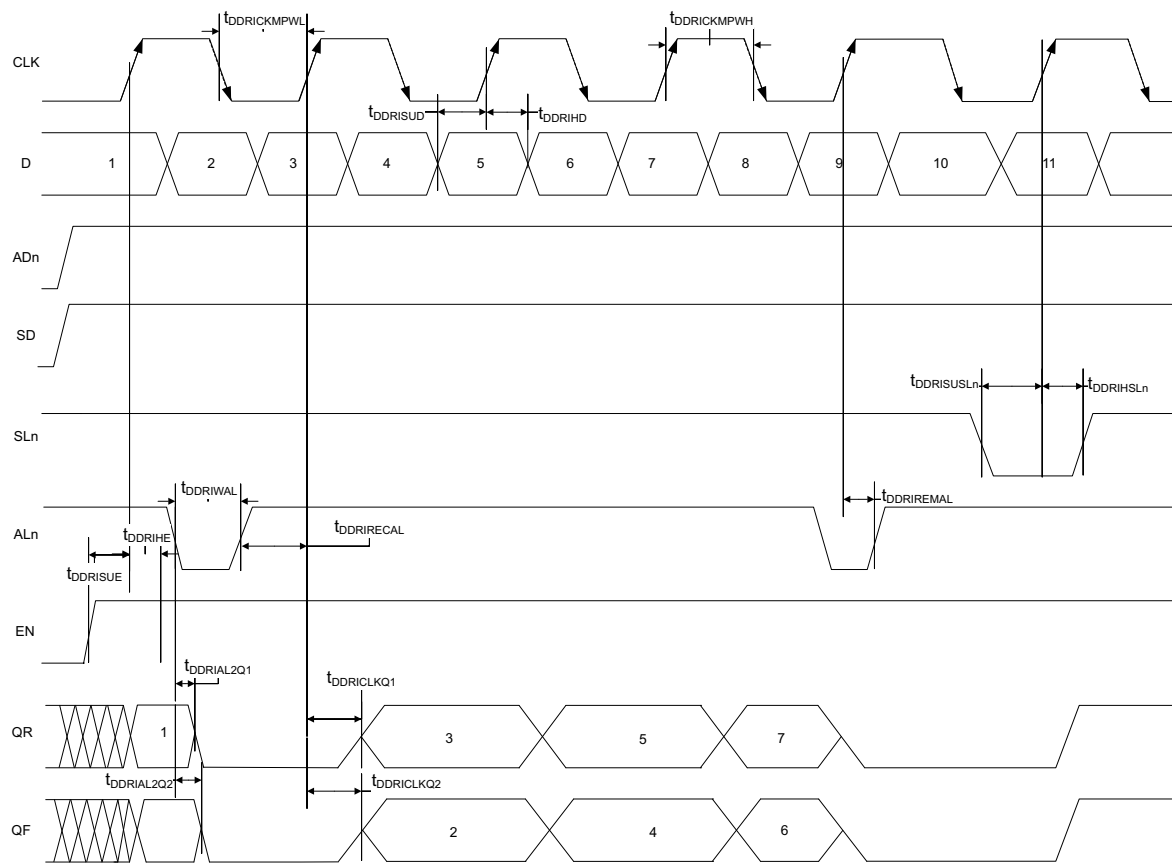 tDDRICKMPWL
tDDRICKMPWH
CLK
tDDRISUD
tDDRIHD
D 1 2 3 4 5 6 7 8 9 10 11
ADn
SD
tDDRISUSLn
tDDRIHSLn
SLn
tDDRIWAL
tDDRIREMAL
ALn
tDDRIHE
tDDRIRECAL
tDDRISUE
EN
tDDRIAL2Q1
tDDRICLKQ1
QR 1 3 5 7
tDDRIAL2Q2
tDDRICLKQ2
QF 2 4 6